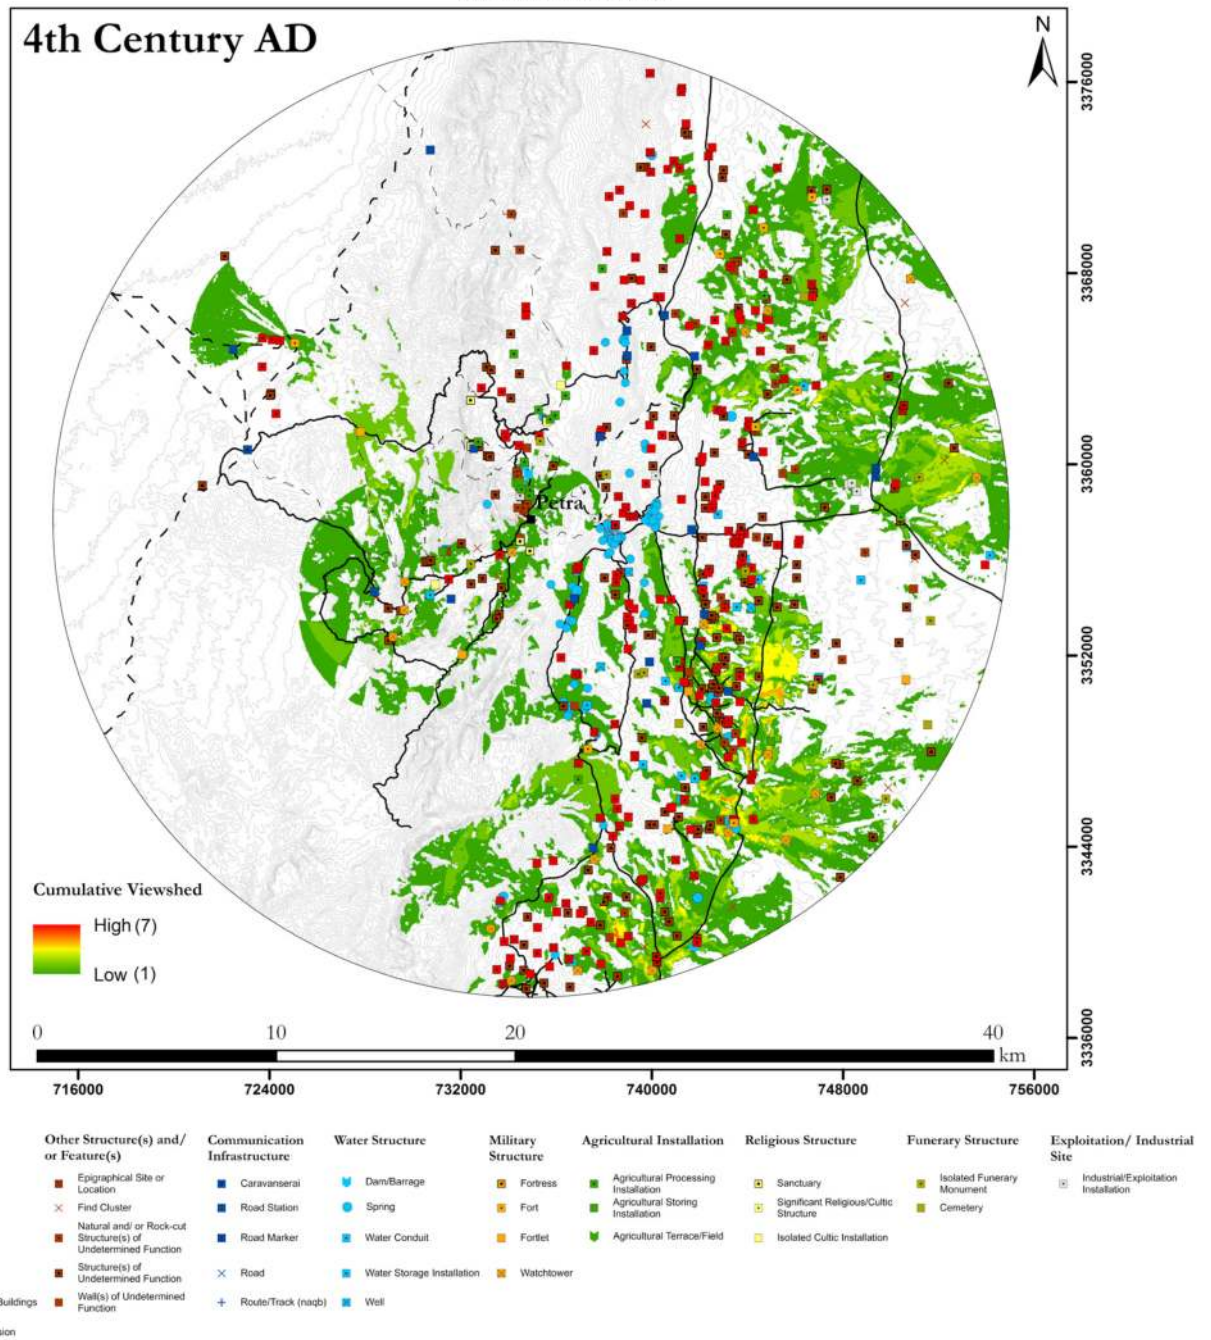 4th Century AD
N
3376000
3368000
3360000
3352000
3344000
3336000
Petra
Cumulative Viewshed
High (7)
Low (1)
0 10 20 40
km
716000 724000 732000 740000 748000 756000
Other Structure(s) and/
or Feature(s)
Epigraphical Site or
Location
Find Cluster
Natural and/ or Rock-cut
Structure(s) of
Undetermined Function
Structure(s) of
Undetermined Function
Wall(s) of Undetermined
Function
Communication
Infrastructure
Caravanserai
Road Station
Road Marker
Road
Route/Track (naqb)
Water Structure
Dam/Barrage
Spring
Water Conduit
Water Storage Installation
Well
Military
Structure
Fortress
Fort
Fortlet
Watchtower
Agricultural Installation
Agricultural Processing
Installation
Agricultural Storing
Installation
Agricultural Terrace/Field
Religious Structure
Sanctuary
Significant Religious/Cultic
Structure
Isolated Cultic Installation
Funerary Structure
Isolated Funerary
Monument
Cemetery
Exploitation/ Industrial
Site
Industrial/Exploitation
Installation
Buildings